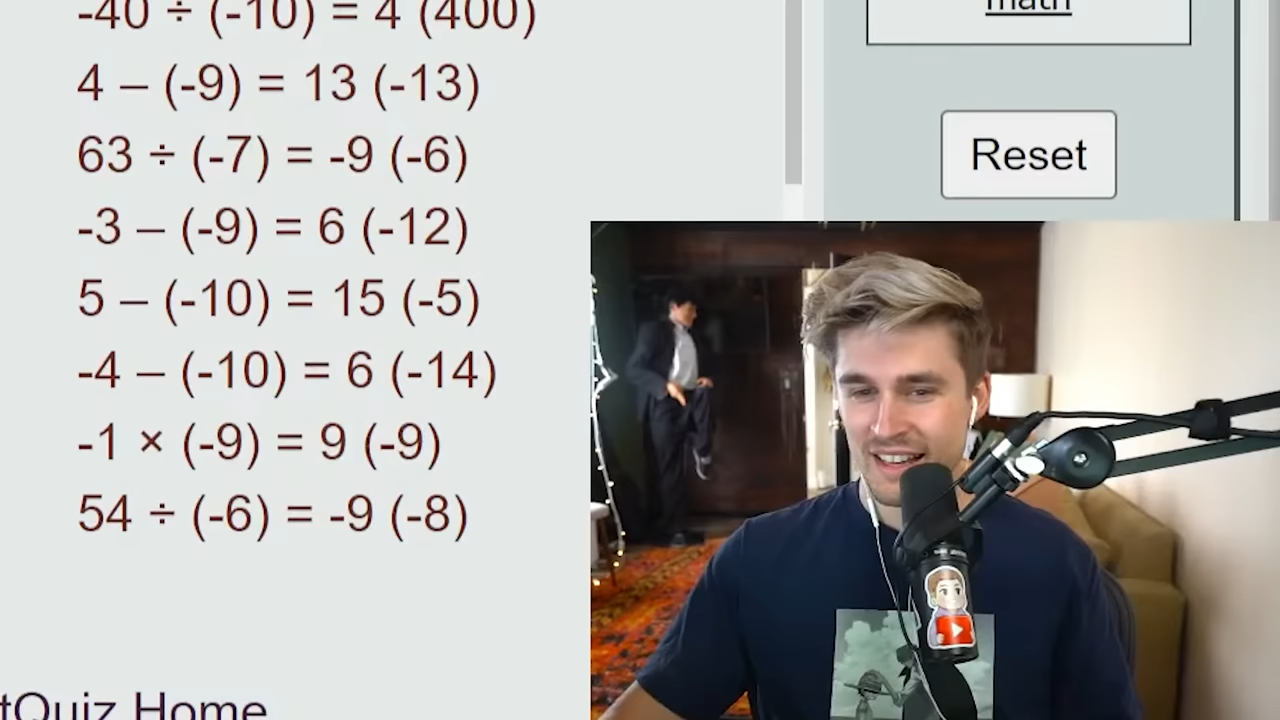 -40 ÷ (-10) = 4 (400)
math
4 – (-9) = 13 (-13)
63 ÷ (-7) = -9 (-6)
Reset
-3 – (-9) = 6 (-12)
5 – (-10) = 15 (-5)
-4 – (-10) = 6 (-14)
-1 × (-9) = 9 (-9)
54 ÷ (-6) = -9 (-8)
tQuiz Home